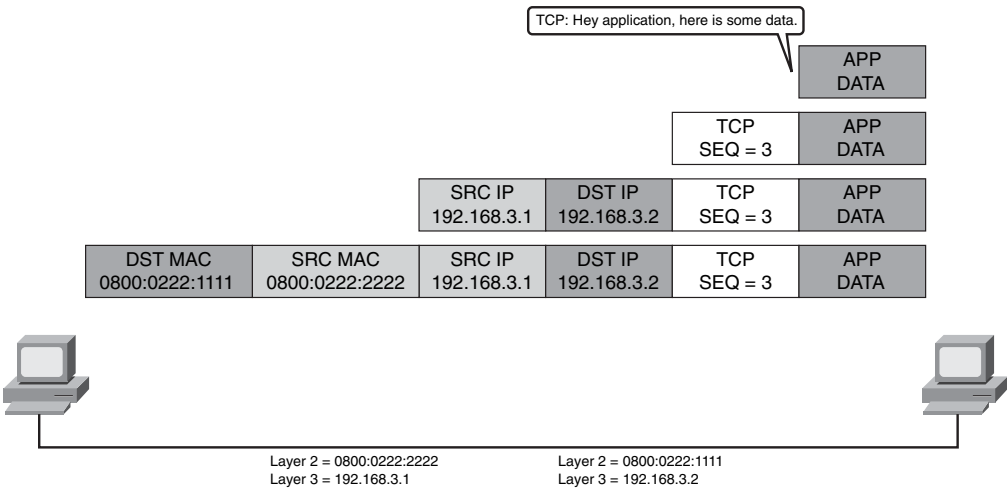 TCP: Hey application, here is some data.
APP
DATA
TCP
SEQ = 3
APP
DATA
SRC IP
192.168.3.1
DST IP
192.168.3.2
TCP
SEQ = 3
APP
DATA
DST MAC
0800:0222:1111
SRC MAC
0800:0222:2222
SRC IP
192.168.3.1
DST IP
192.168.3.2
TCP
SEQ = 3
APP
DATA
Layer 2 = 0800:0222:2222
Layer 3 = 192.168.3.1
Layer 2 = 0800:0222:1111
Layer 3 = 192.168.3.2